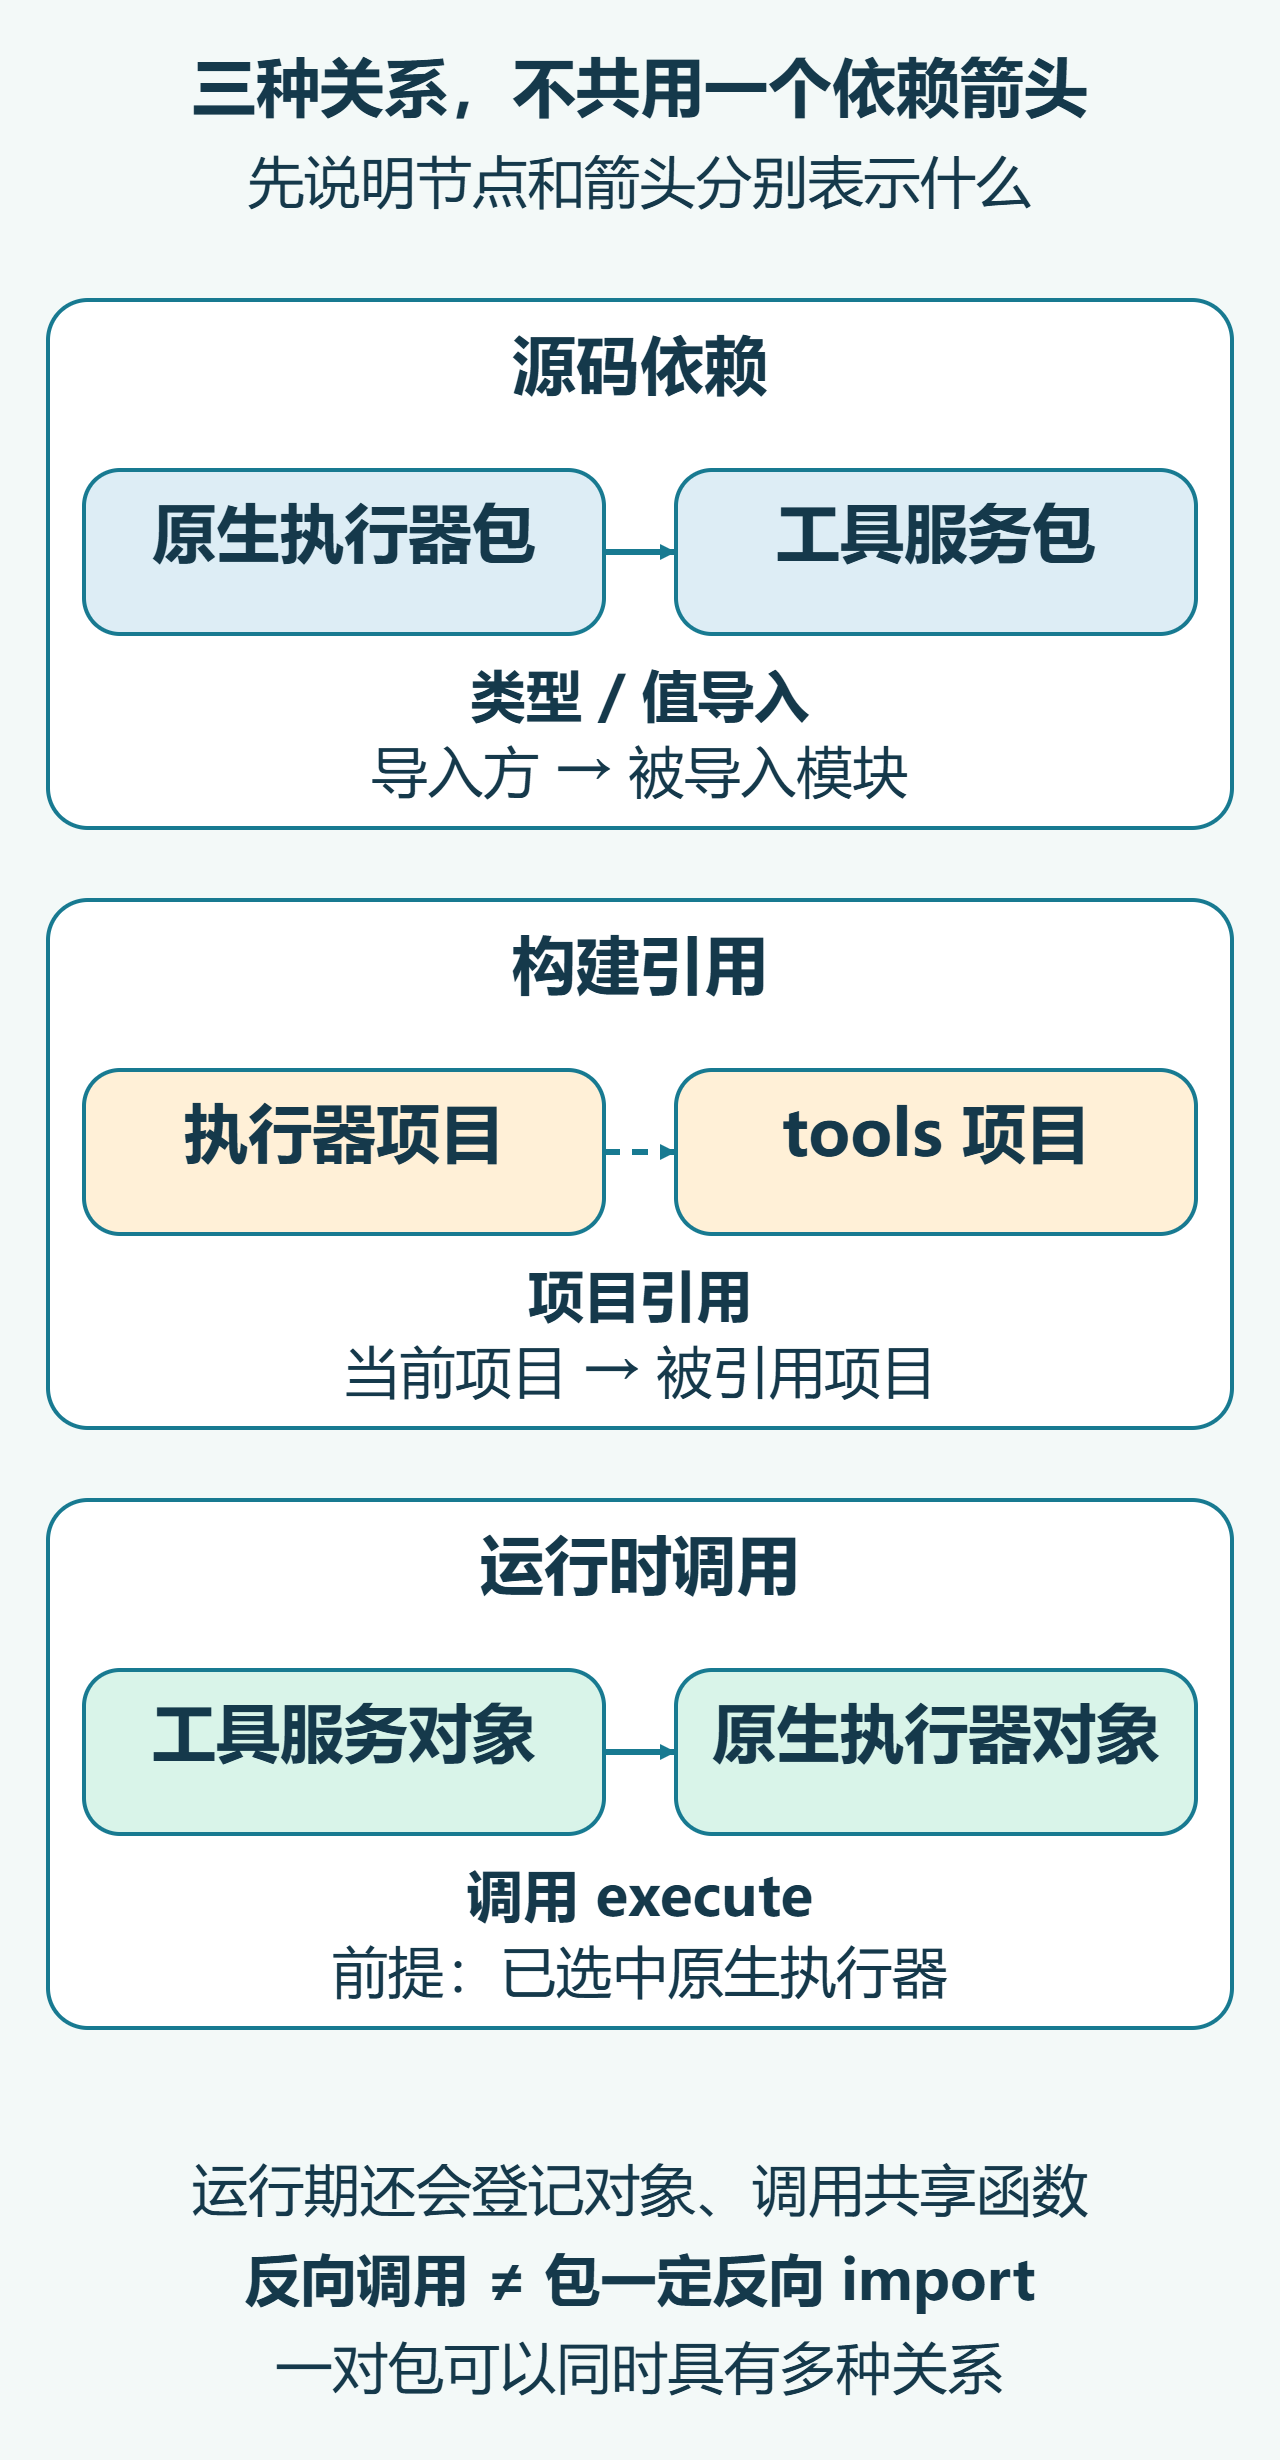 三种关系，不共用一个依赖箭头
先说明节点和箭头分别表示什么
源码依赖
原生执行器包
工具服务包
类型 / 值导入
导入方 → 被导入模块
构建引用
执行器项目
tools 项目
项目引用
当前项目 → 被引用项目
运行时调用
工具服务对象
原生执行器对象
调用 execute
前提：已选中原生执行器
运行期还会登记对象、调用共享函数
反向调用 ≠ 包一定反向 import
一对包可以同时具有多种关系